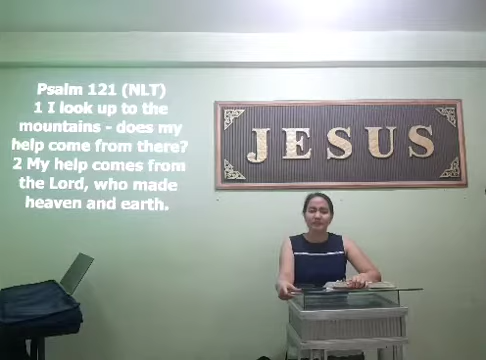 Psalm 121 (NLT)
1 I look up to the
mountains - does my
help come from there?
2 My help comes from
the Lord, who made
heaven and earth.
JESUS